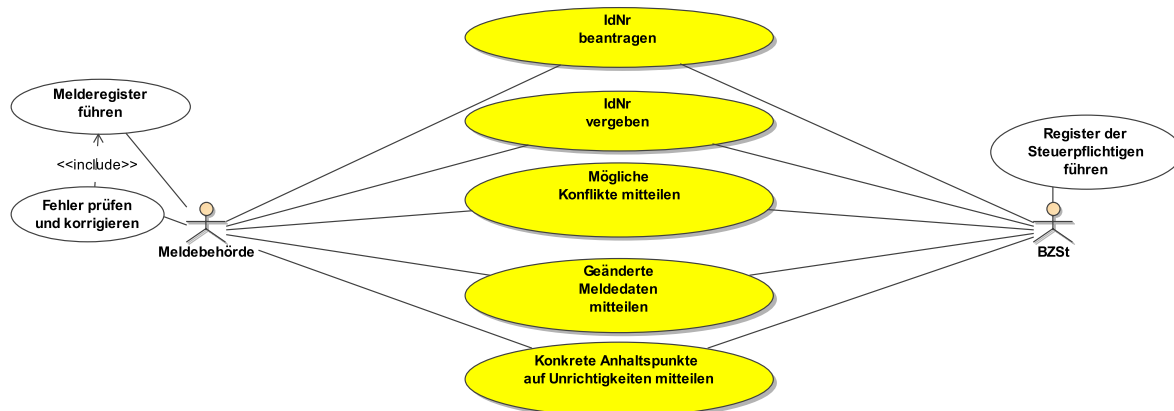 IdNr
beantragen
Melderegister
führen
<<include>>
Fehler prüfen
und korrigieren
Meldebehörde
IdNr
vergeben
Mögliche
Konflikte mitteilen
Geänderte
Meldedaten
mitteilen
Konkrete Anhaltspunkte
auf Unrichtigkeiten mitteilen
Register der
Steuerpflichtigen
führen
BZSt